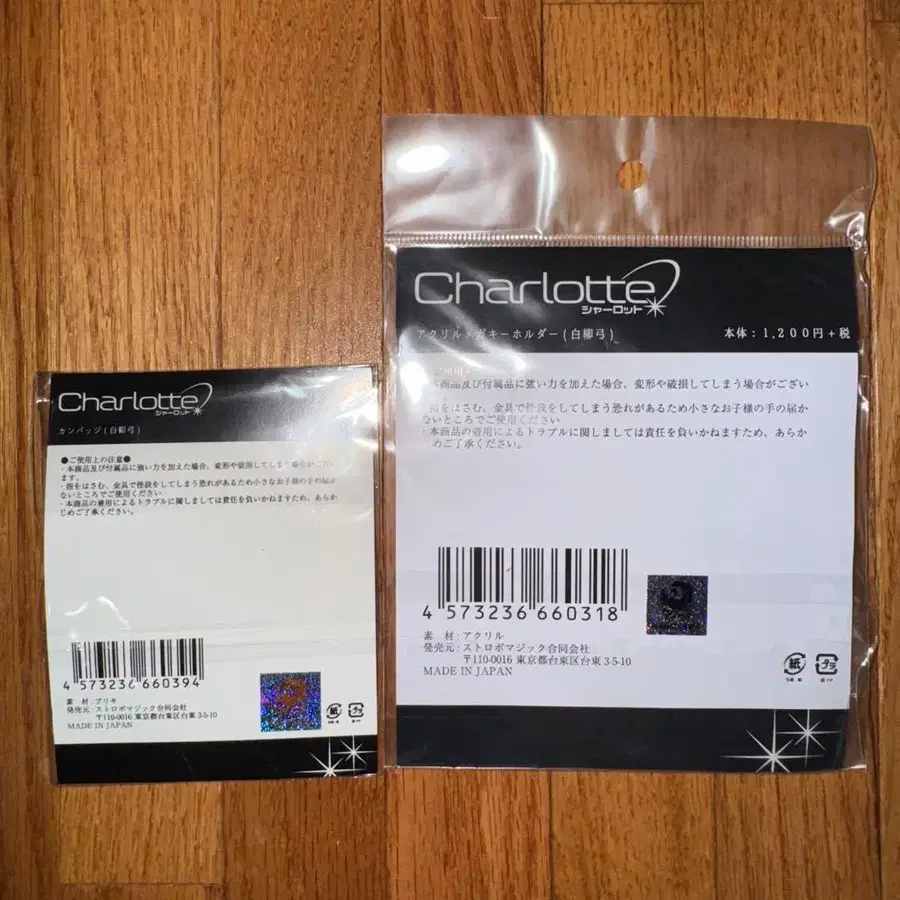 Charlotte
シャーロット
カンバッジ(白柳弓)
●ご使用上の注意●
・本商品及び付属品に強い力を加えた場合、変形や破損してしまう場合がござい
ます。
・指をはさむ、金具で怪我をしてしまう恐れがあるため小さなお子様の手の届か
ないところでご使用ください
・本商品の着用によるトラブルに関しましては責任を負いかねますため、あらか
じめご了承ください。
4 573236 660394
素 材:ブリキ
発売元:ストロボマジック合同会社
〒110-0016 東京都台東区台東 3-5-10
MADE IN JAPAN
紙
プラ
Charlotte
シャーロット
アクリルメガキーホルダー(白柳弓) 本体:1,200円+税
本商品及び付属品に強い力を加えた場合、変形や破損してしまう場合がござい
・指をはさむ、金具で怪我をしてしまう恐れがあるため小さなお子様の手の届か
ないところでご使用ください
・本商品の着用によるトラブルに関しましては責任を負いかねますため、あらか
めご了承ください。
4 573236 660318
素 材:アクリル
発売元:ストロボマジック合同会社
〒110-0016 東京都台東区台東 3-5-10
MADE IN JAPAN
紙
プラ